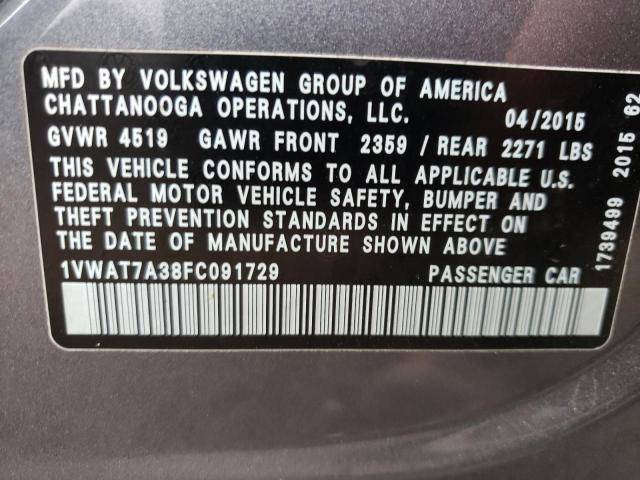 MFD BY VOLKSWAGEN GROUP OF AMERICA
CHATTANOOGA OPERATIONS, LLC. 04/2015
GVWR 4519 GAWR FRONT 2359 / REAR 2271 LBS
THIS VEHICLE CONFORMS TO ALL APPLICABLE U.S.
FEDERAL MOTOR VEHICLE SAFETY, BUMPER AND
THEFT PREVENTION STANDARDS IN EFFECT ON
THE DATE OF MANUFACTURE SHOWN ABOVE.
1VWAT7A38FC091729 PASSENGER CAR
1739499 2015 62